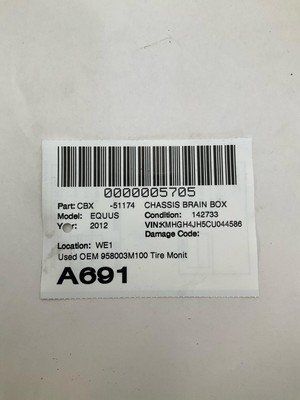 0000005705
Part: CBX -51174 CHASSIS BRAIN BOX
Model: EQUUS Condition: 142733
Year: 2012 VIN:KMHGH4JH5CU044586
Damage Code:
Location: WE1
Used OEM 958003M100 Tire Monit
A691